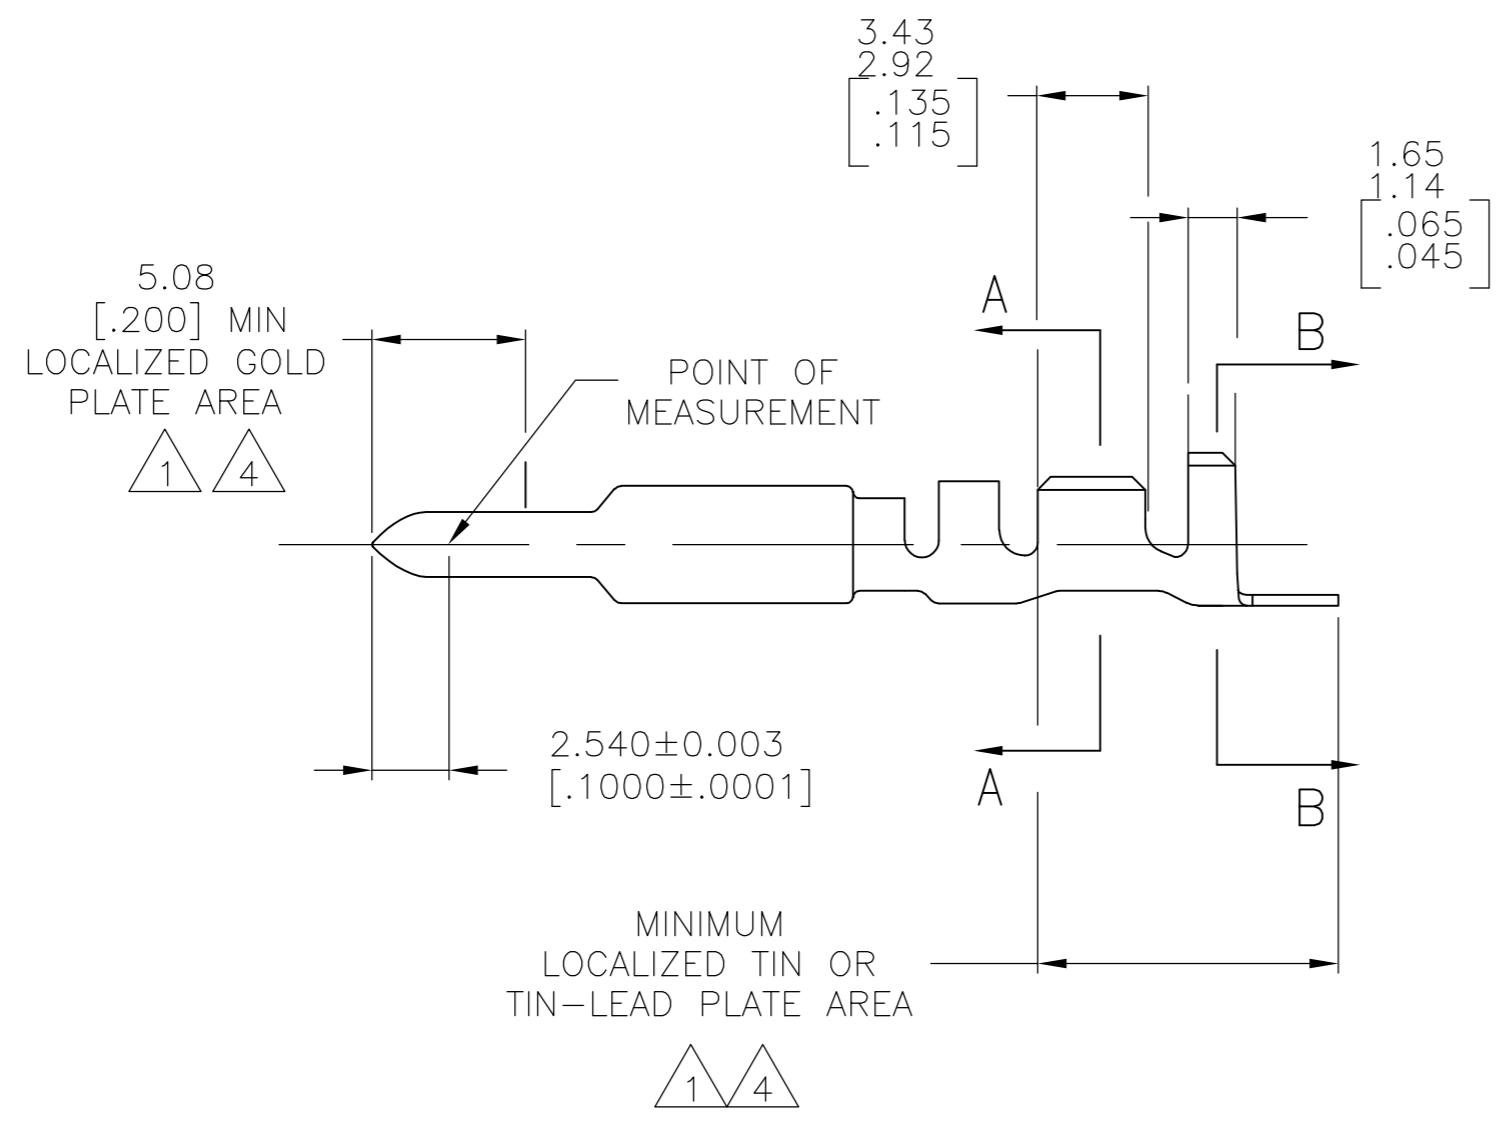 3.43
2.92
[.135
.115]
1.65
1.14
[.065
.045]
5.08
[.200] MIN
LOCALIZED GOLD
PLATE AREA
1 4
POINT OF
MEASUREMENT
A
B
2.540±0.003
[.1000±.0001]
A
B
MINIMUM
LOCALIZED TIN OR
TIN-LEAD PLATE AREA
1 4